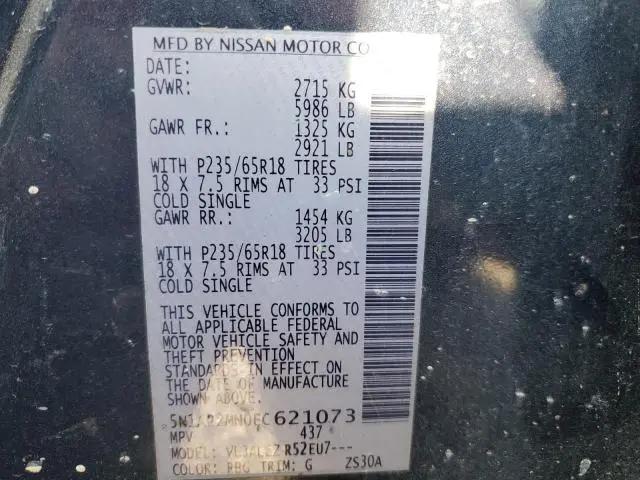 MFD BY NISSAN MOTOR CO
DATE:
GVWR: 2715 KG
5986 LB
GAWR FR.: 1325 KG
2921 LB
WITH P235/65R18 TIRES
18 X 7.5 RIMS AT 33 PSI
COLD SINGLE
GAWR RR.: 1454 KG
3205 LB
WITH P235/65R18 TIRES
18 X 7.5 RIMS AT 33 PSI
COLD SINGLE
THIS VEHICLE CONFORMS TO
ALL APPLICABLE FEDERAL
MOTOR VEHICLE SAFETY AND
THEFT PREVENTION
STANDARDS IN EFFECT ON
THE DATE OF MANUFACTURE
SHOWN ABOVE.
5N1AR2MN0EC621073
MPV 437
MODEL: R52EU7---
COLOR: RBG TRIM: G ZS30A